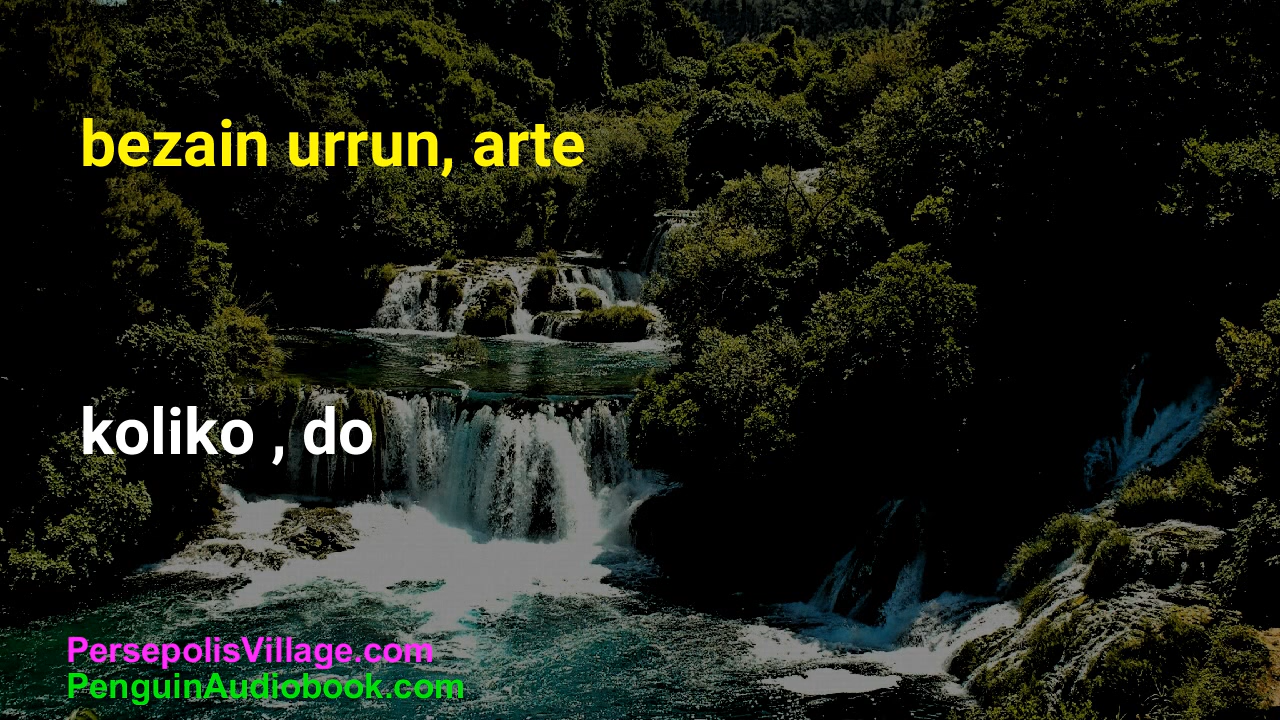 bezain urrun, arte
koliko , do
PersepolisVillage.com
PenguinAudiobook.com